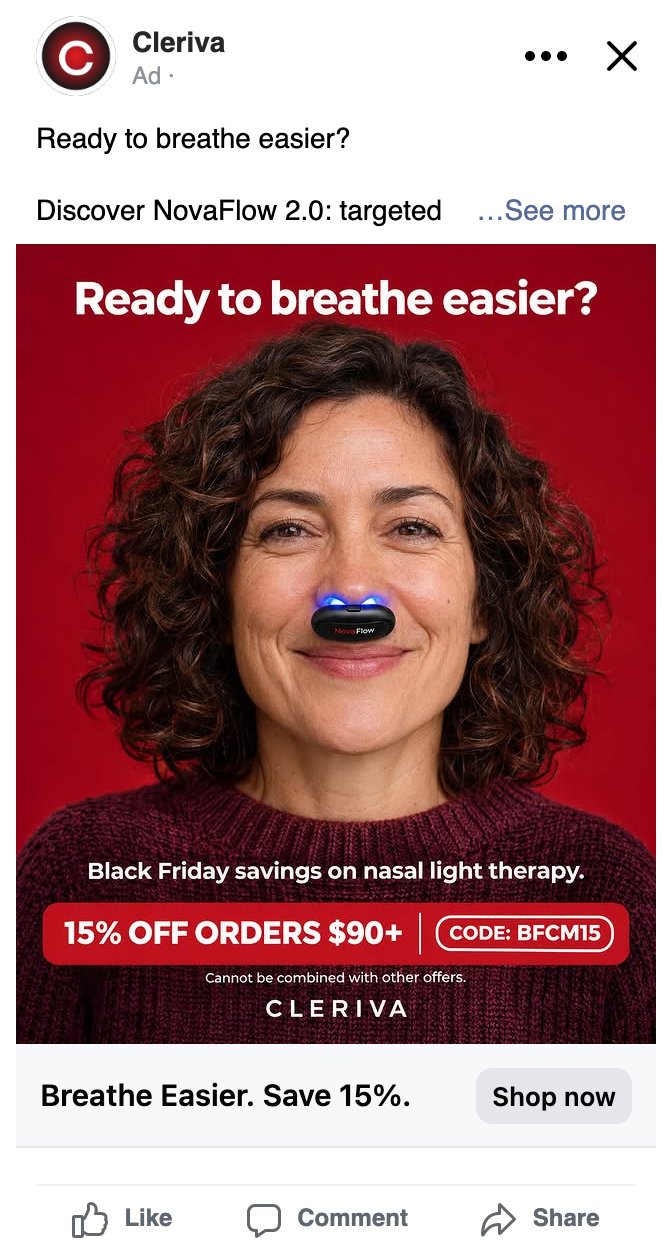 C
Cleriva
Ad ·
Ready to breathe easier?
Discover NovaFlow 2.0: targeted ...See more
Ready to breathe easier?
NovaFlow
Black Friday savings on nasal light therapy.
15% OFF ORDERS $90+ | CODE: BFCM15
Cannot be combined with other offers.
CLERIVA
Breathe Easier. Save 15%.
Shop now
Like Comment Share